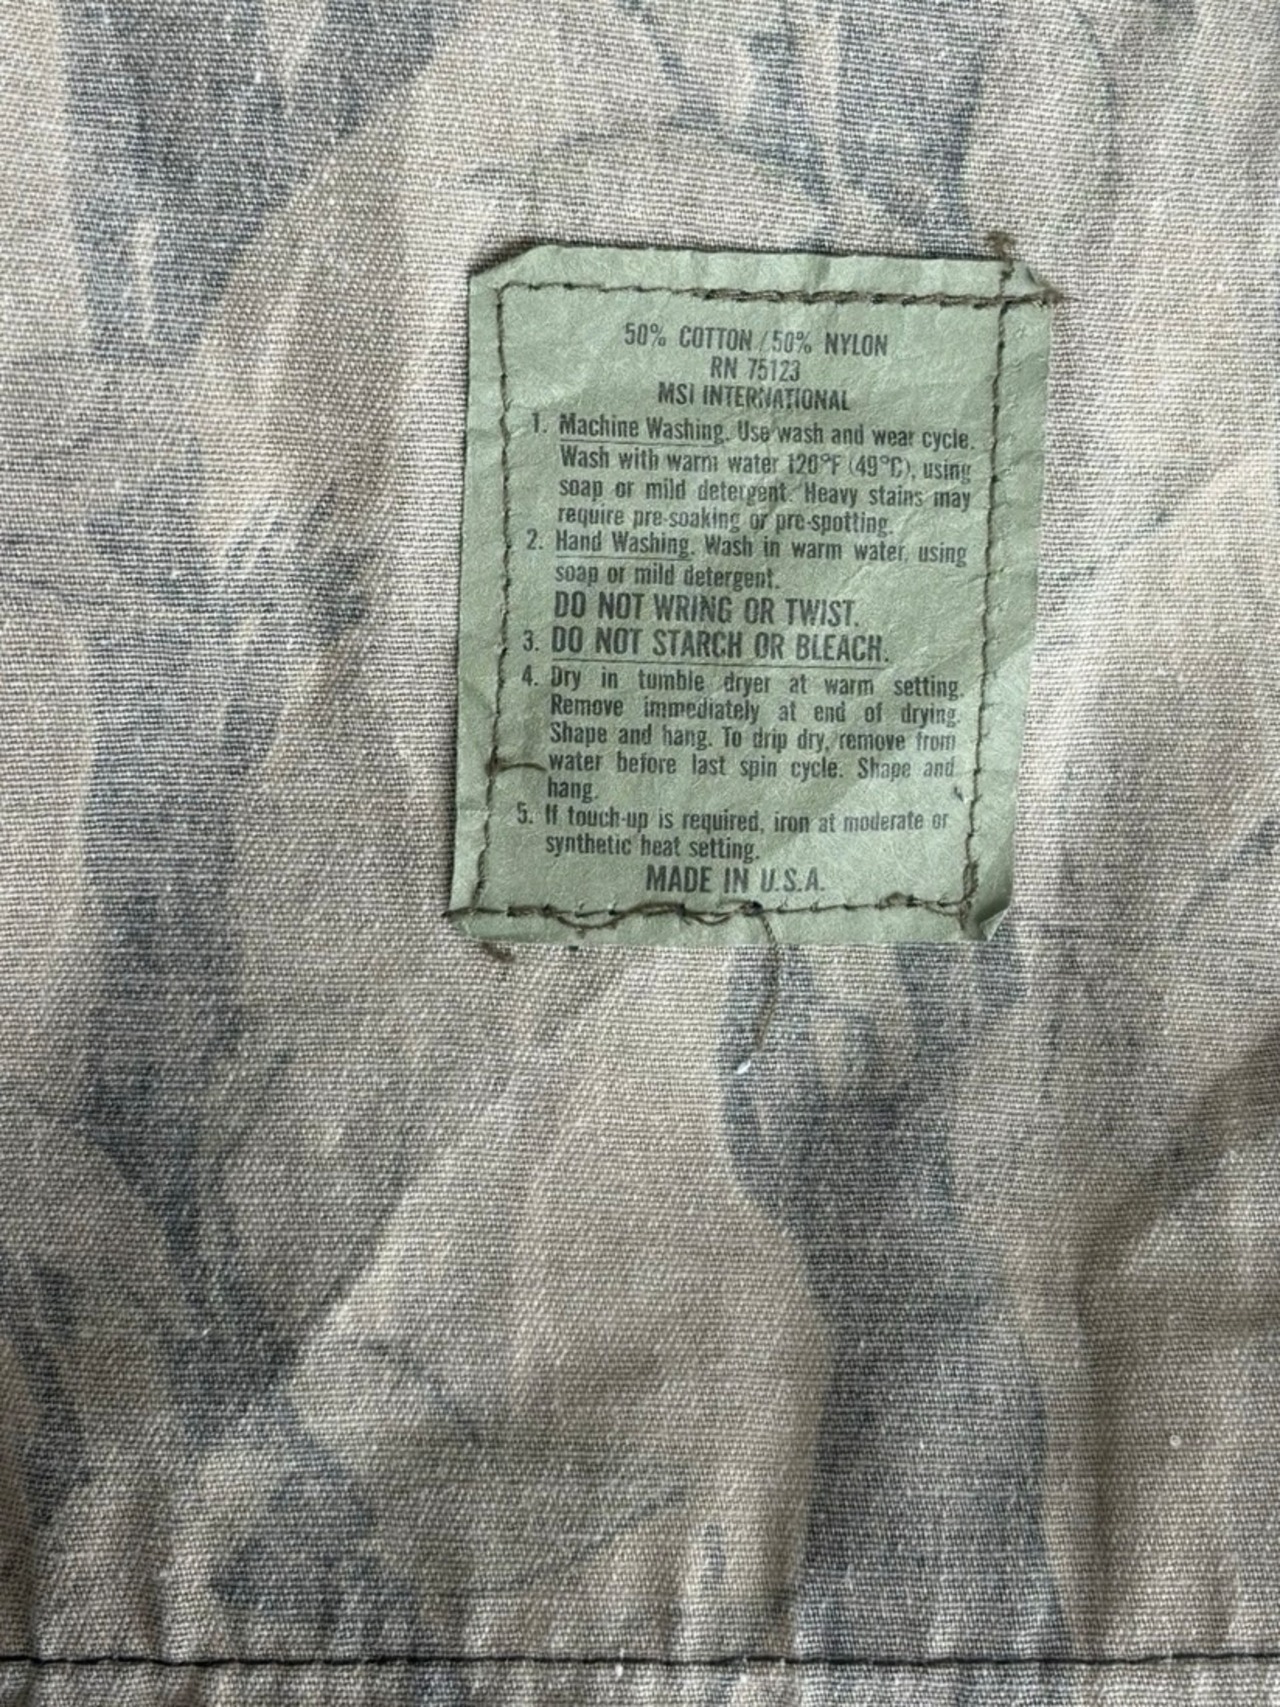 50% COTTON / 50% NYLON
RN 75123
MSI INTERNATIONAL
1. Machine Washing. Use wash and wear cycle.
Wash with warm water 120°F (49°C), using
soap or mild detergent. Heavy stains may
require pre-soaking or pre-spotting.
2. Hand Washing. Wash in warm water, using
soap or mild detergent.
DO NOT WRING OR TWIST.
3. DO NOT STARCH OR BLEACH.
4. Dry in tumble dryer at warm setting.
Remove immediately at end of drying.
Shape and hang. To drip dry, remove from
water before last spin cycle. Shape and
hang.
5. If touch-up is required, iron at moderate or
synthetic heat setting.
MADE IN U.S.A.